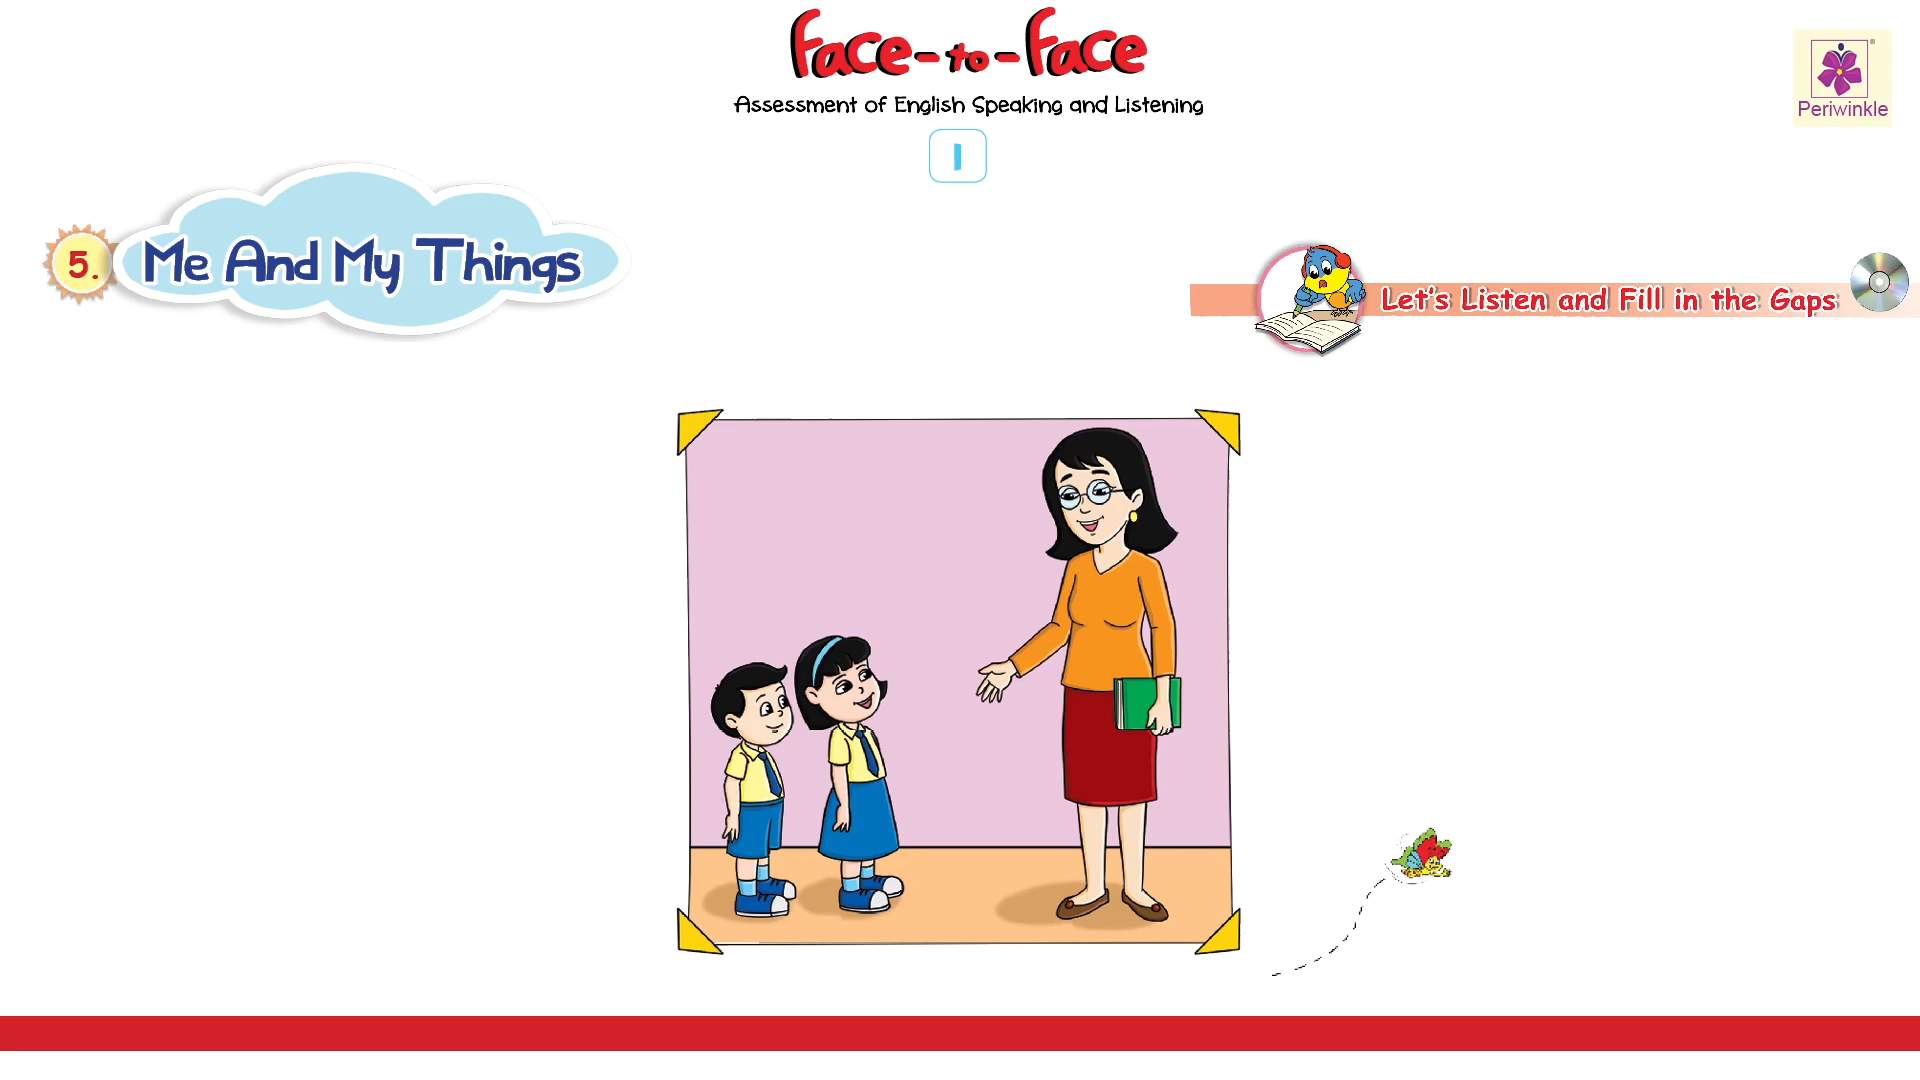 Face-to-Face
Assessment of English Speaking and Listening
1
Periwinkle
5. Me And My Things
Let's Listen and Fill in the Gaps